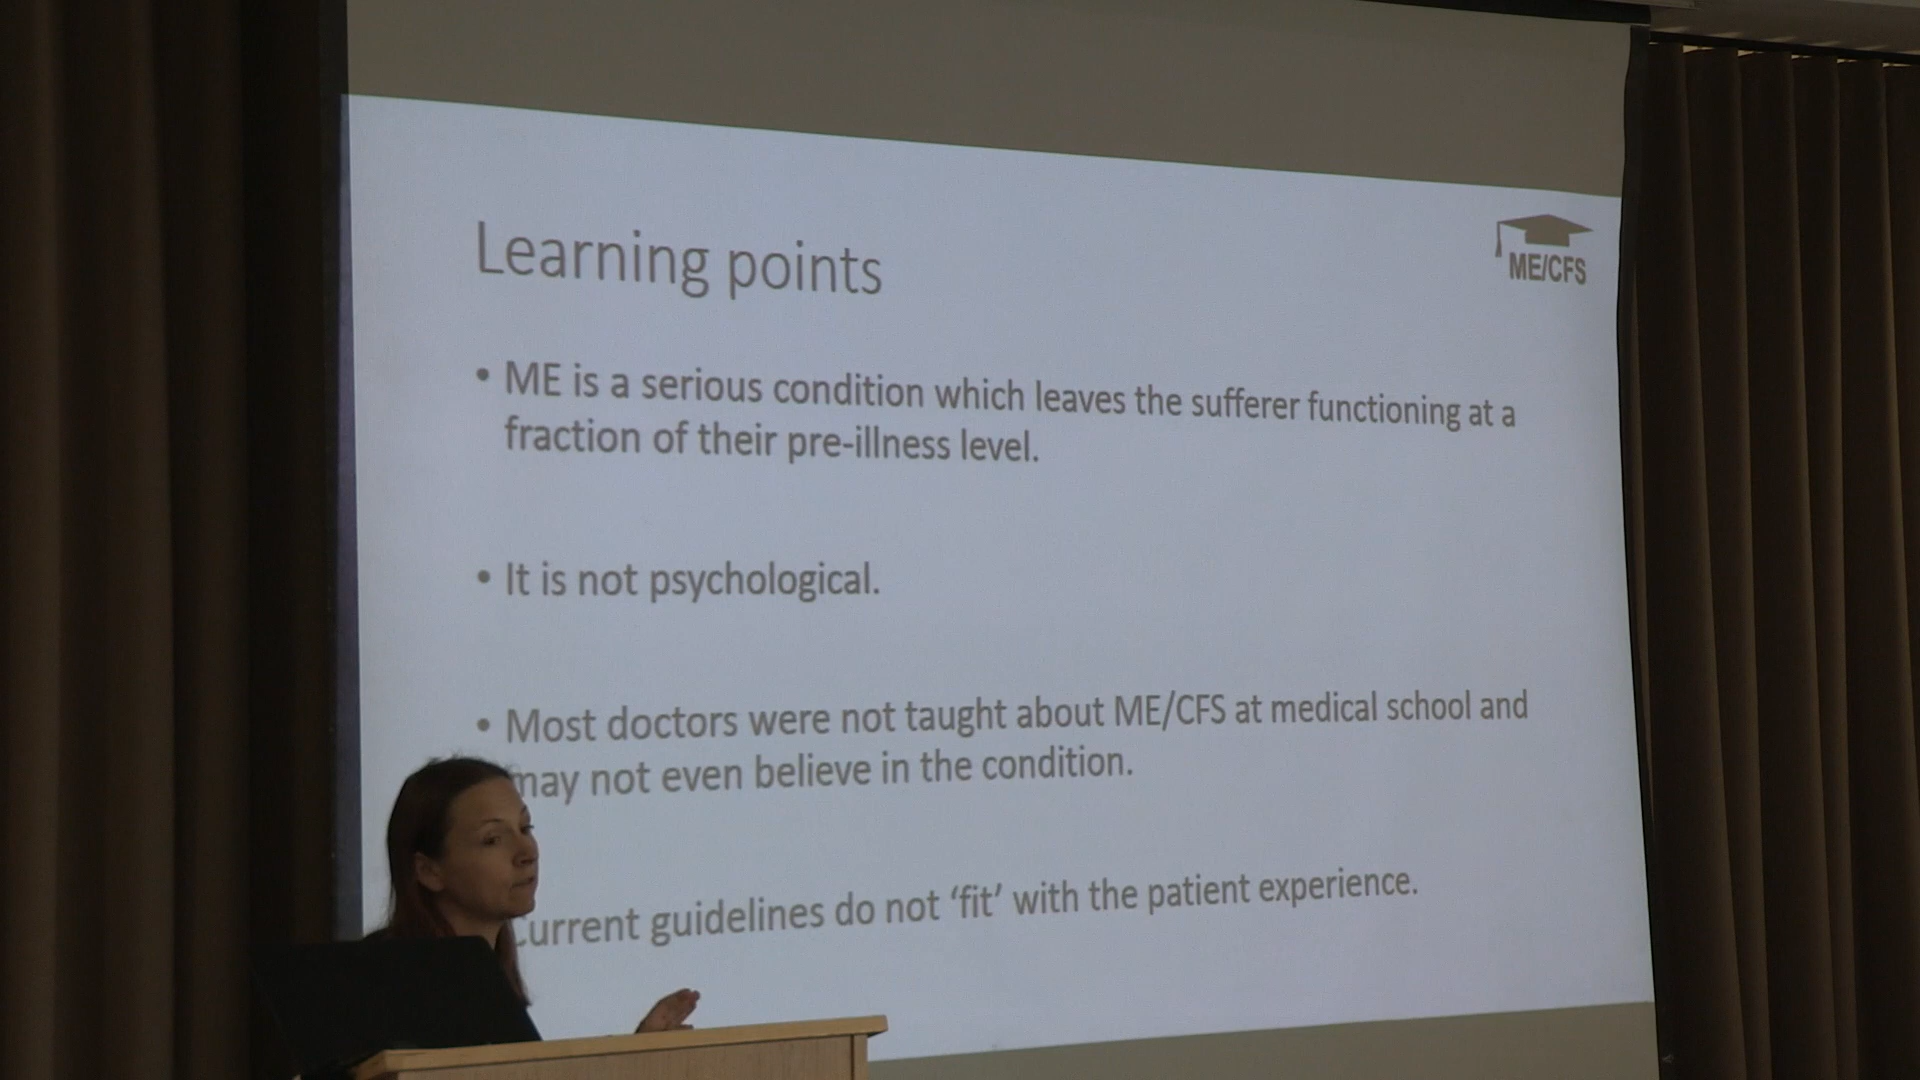 Learning points
ME/CFS
• ME is a serious condition which leaves the sufferer functioning at a
fraction of their pre-illness level.
• It is not psychological.
• Most doctors were not taught about ME/CFS at medical school and
may not even believe in the condition.
Current guidelines do not ‘fit’ with the patient experience.